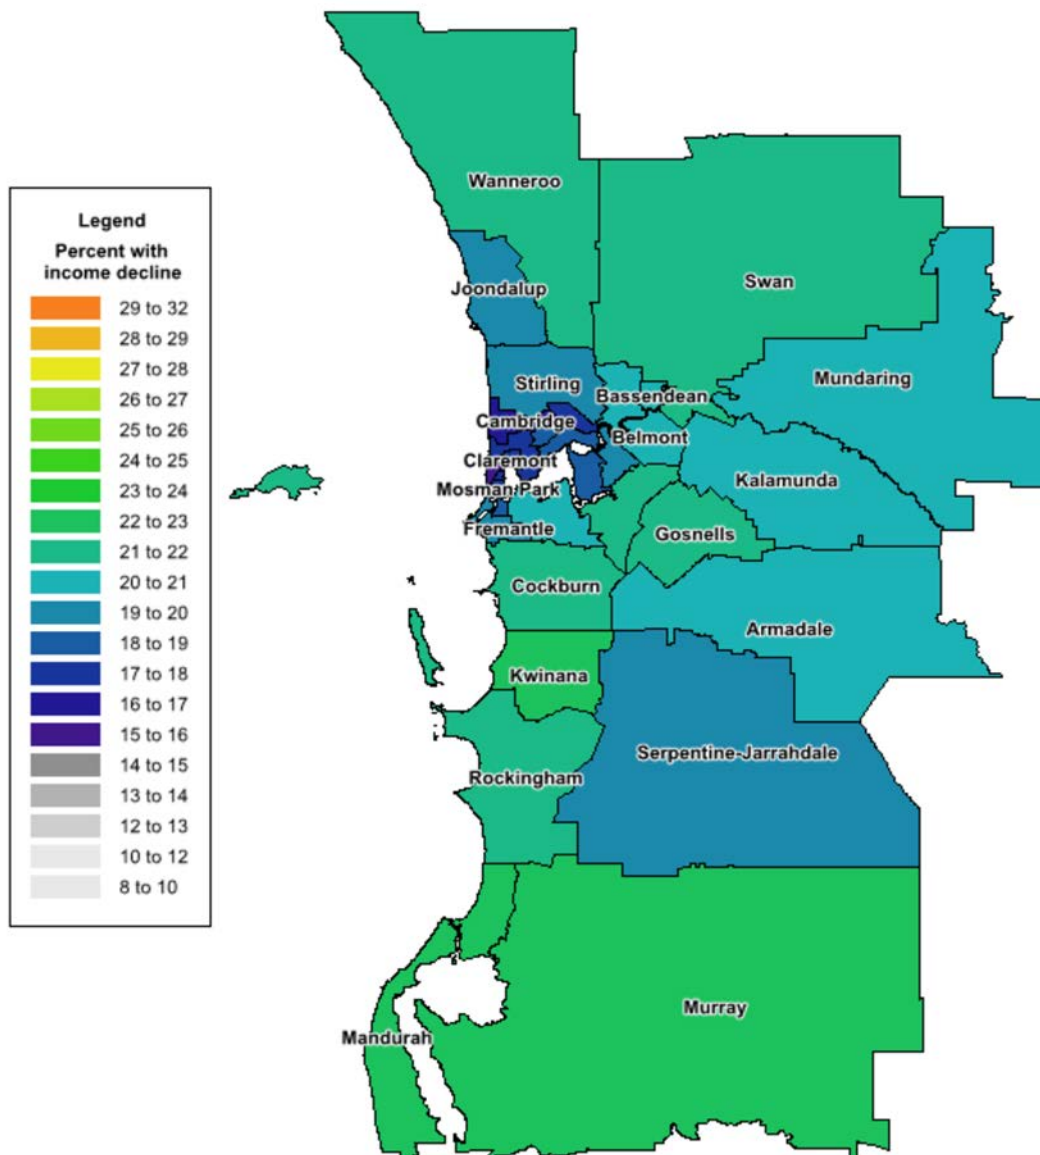 Legend
Percent with
income decline
29 to 32
28 to 29
27 to 28
26 to 27
25 to 26
24 to 25
23 to 24
22 to 23
21 to 22
20 to 21
19 to 20
18 to 19
17 to 18
16 to 17
15 to 16
14 to 15
13 to 14
12 to 13
10 to 12
8 to 10
Wanneroo
Joondalup
Swan
Stirling
Bassendean
Mundaring
Cambridge
Belmont
Claremont
Kalamunda
Mosman Park
Fremantle
Gosnells
Cockburn
Armadale
Kwinana
Serpentine-Jarrahdale
Rockingham
Murray
Mandurah